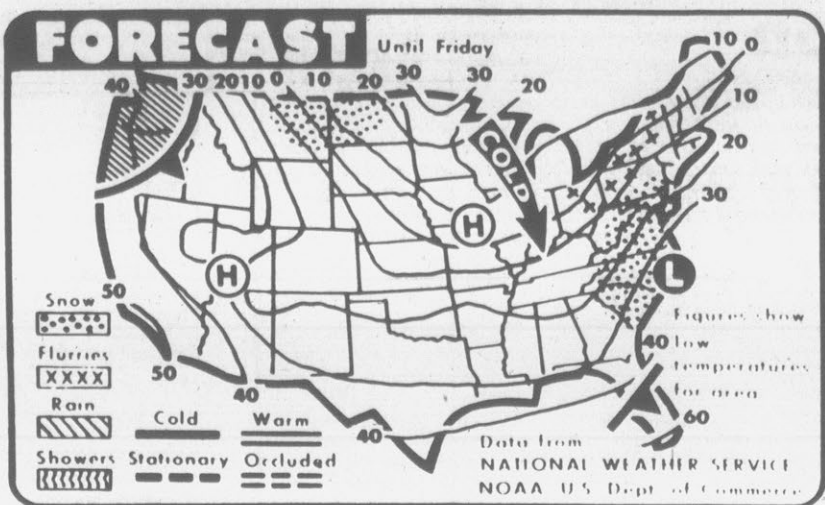 FORECAST
Until Friday
40 30 20 10 0 10 20 30 30 20 10 0
10
20
30
COLD
H
H
L
50
50
40
40
40
60
Snow
Flurries
XXXX
Rain
Showers
Cold Warm
Stationary Occluded
Figures show
low
temperatures
for area
Data from
NATIONAL WEATHER SERVICE
NOAA U.S. Dept. of Commerce